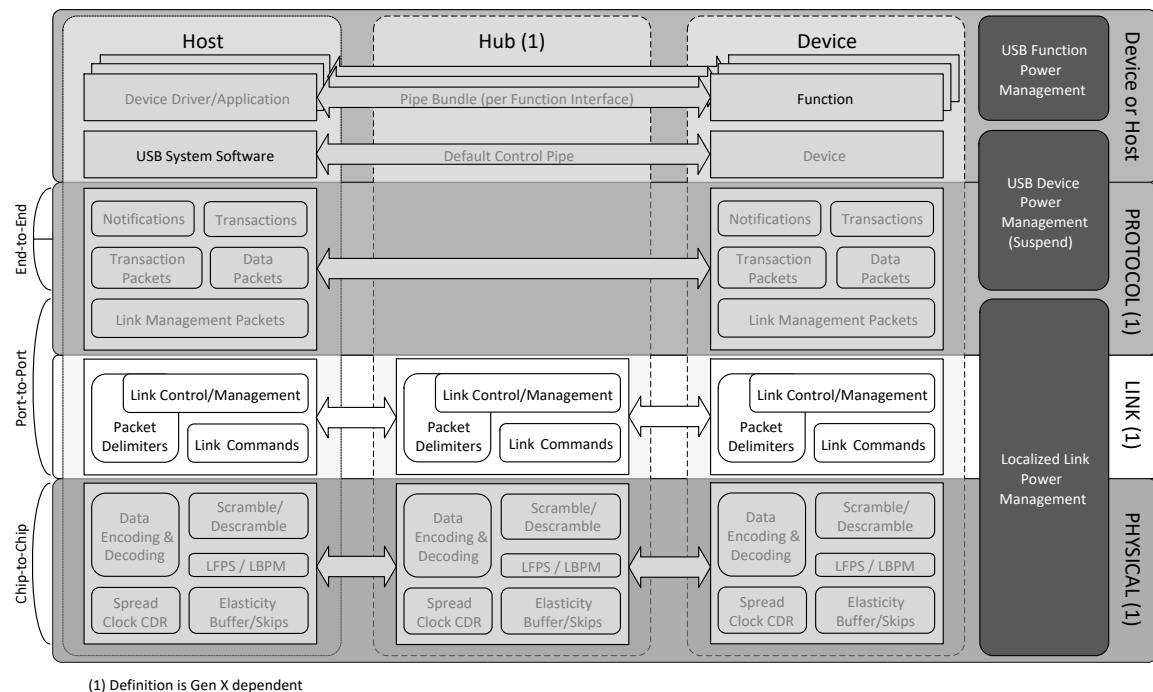 Host
Hub (1)
Device
Device Driver/Application
Pipe Bundle (per Function Interface)
Function
USB System Software
Default Control Pipe
Device
USB Function
Power
Management
Device or Host
End-to-End
Notifications
Transactions
Transaction
Packets
Data
Packets
Link Management Packets
Notifications
Transactions
Transaction
Packets
Data
Packets
Link Management Packets
USB Device
Power
Management
(Suspend)
PROTOCOL (1)
Port-to-Port
Link Control/Management
Packet
Delimiters
Link Commands
Link Control/Management
Packet
Delimiters
Link Commands
Link Control/Management
Packet
Delimiters
Link Commands
LINK (1)
Localized Link
Power
Management
Chip-to-Chip
Data
Encoding &
Decoding
Scramble/
Descramble
LFPS / LBPM
Spread
Clock CDR
Elasticity
Buffer/Skips
Data
Encoding &
Decoding
Scramble/
Descramble
LFPS / LBPM
Spread
Clock CDR
Elasticity
Buffer/Skips
Data
Encoding &
Decoding
Scramble/
Descramble
LFPS / LBPM
Spread
Clock CDR
Elasticity
Buffer/Skips
PHYSICAL (1)
(1) Definition is Gen X dependent